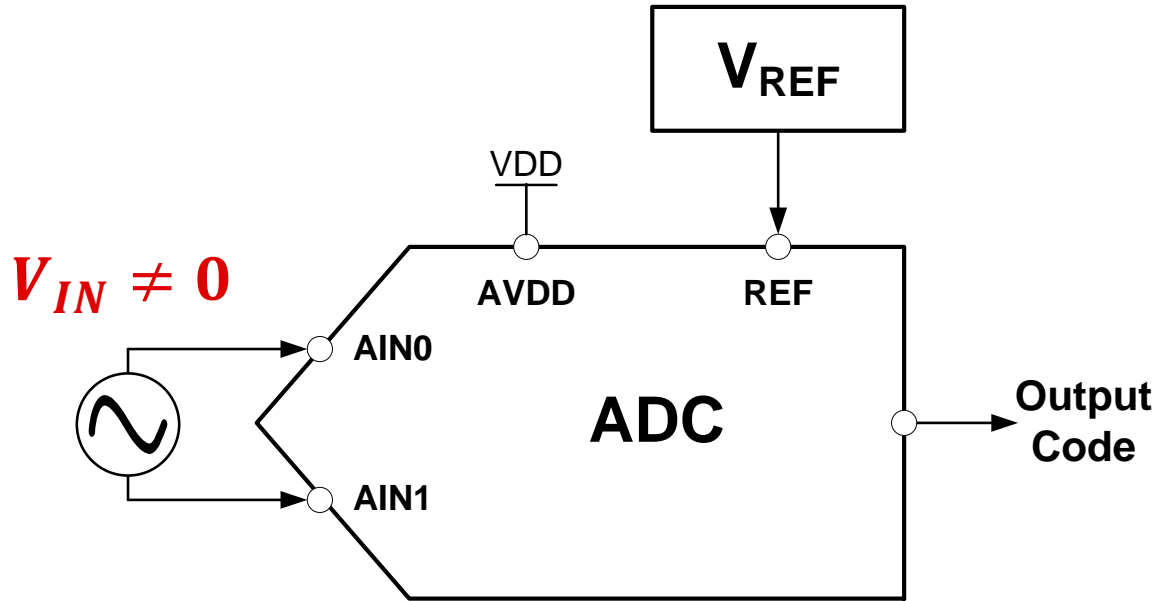 VREF
VDD
VIN ≠ 0
AVDD
REF
AIN0
ADC
Output
Code
AIN1